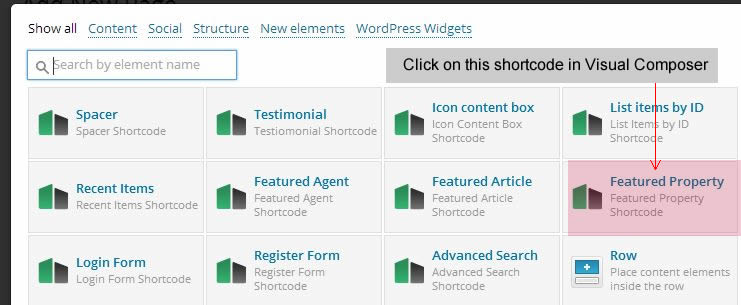 Add New Page
Show all Content Social Structure New elements WordPress Widgets
Search by element name
Click on this shortcode in Visual Composer
Spacer
Spacer Shortcode
Testimonial
Testiomonial Shortcode
Icon content box
Icon Content Box
Shortcode
List items by ID
List Items by ID
Shortcode
Recent Items
Recent Items Shortcode
Featured Agent
Featured Agent
Shortcode
Featured Article
Featured Article
Shortcode
Featured Property
Featured Property
Shortcode
Login Form
Login Form Shortcode
Register Form
Register Form
Shortcode
Advanced Search
Advanced Search
Shortcode
Row
Place content elements
inside the row